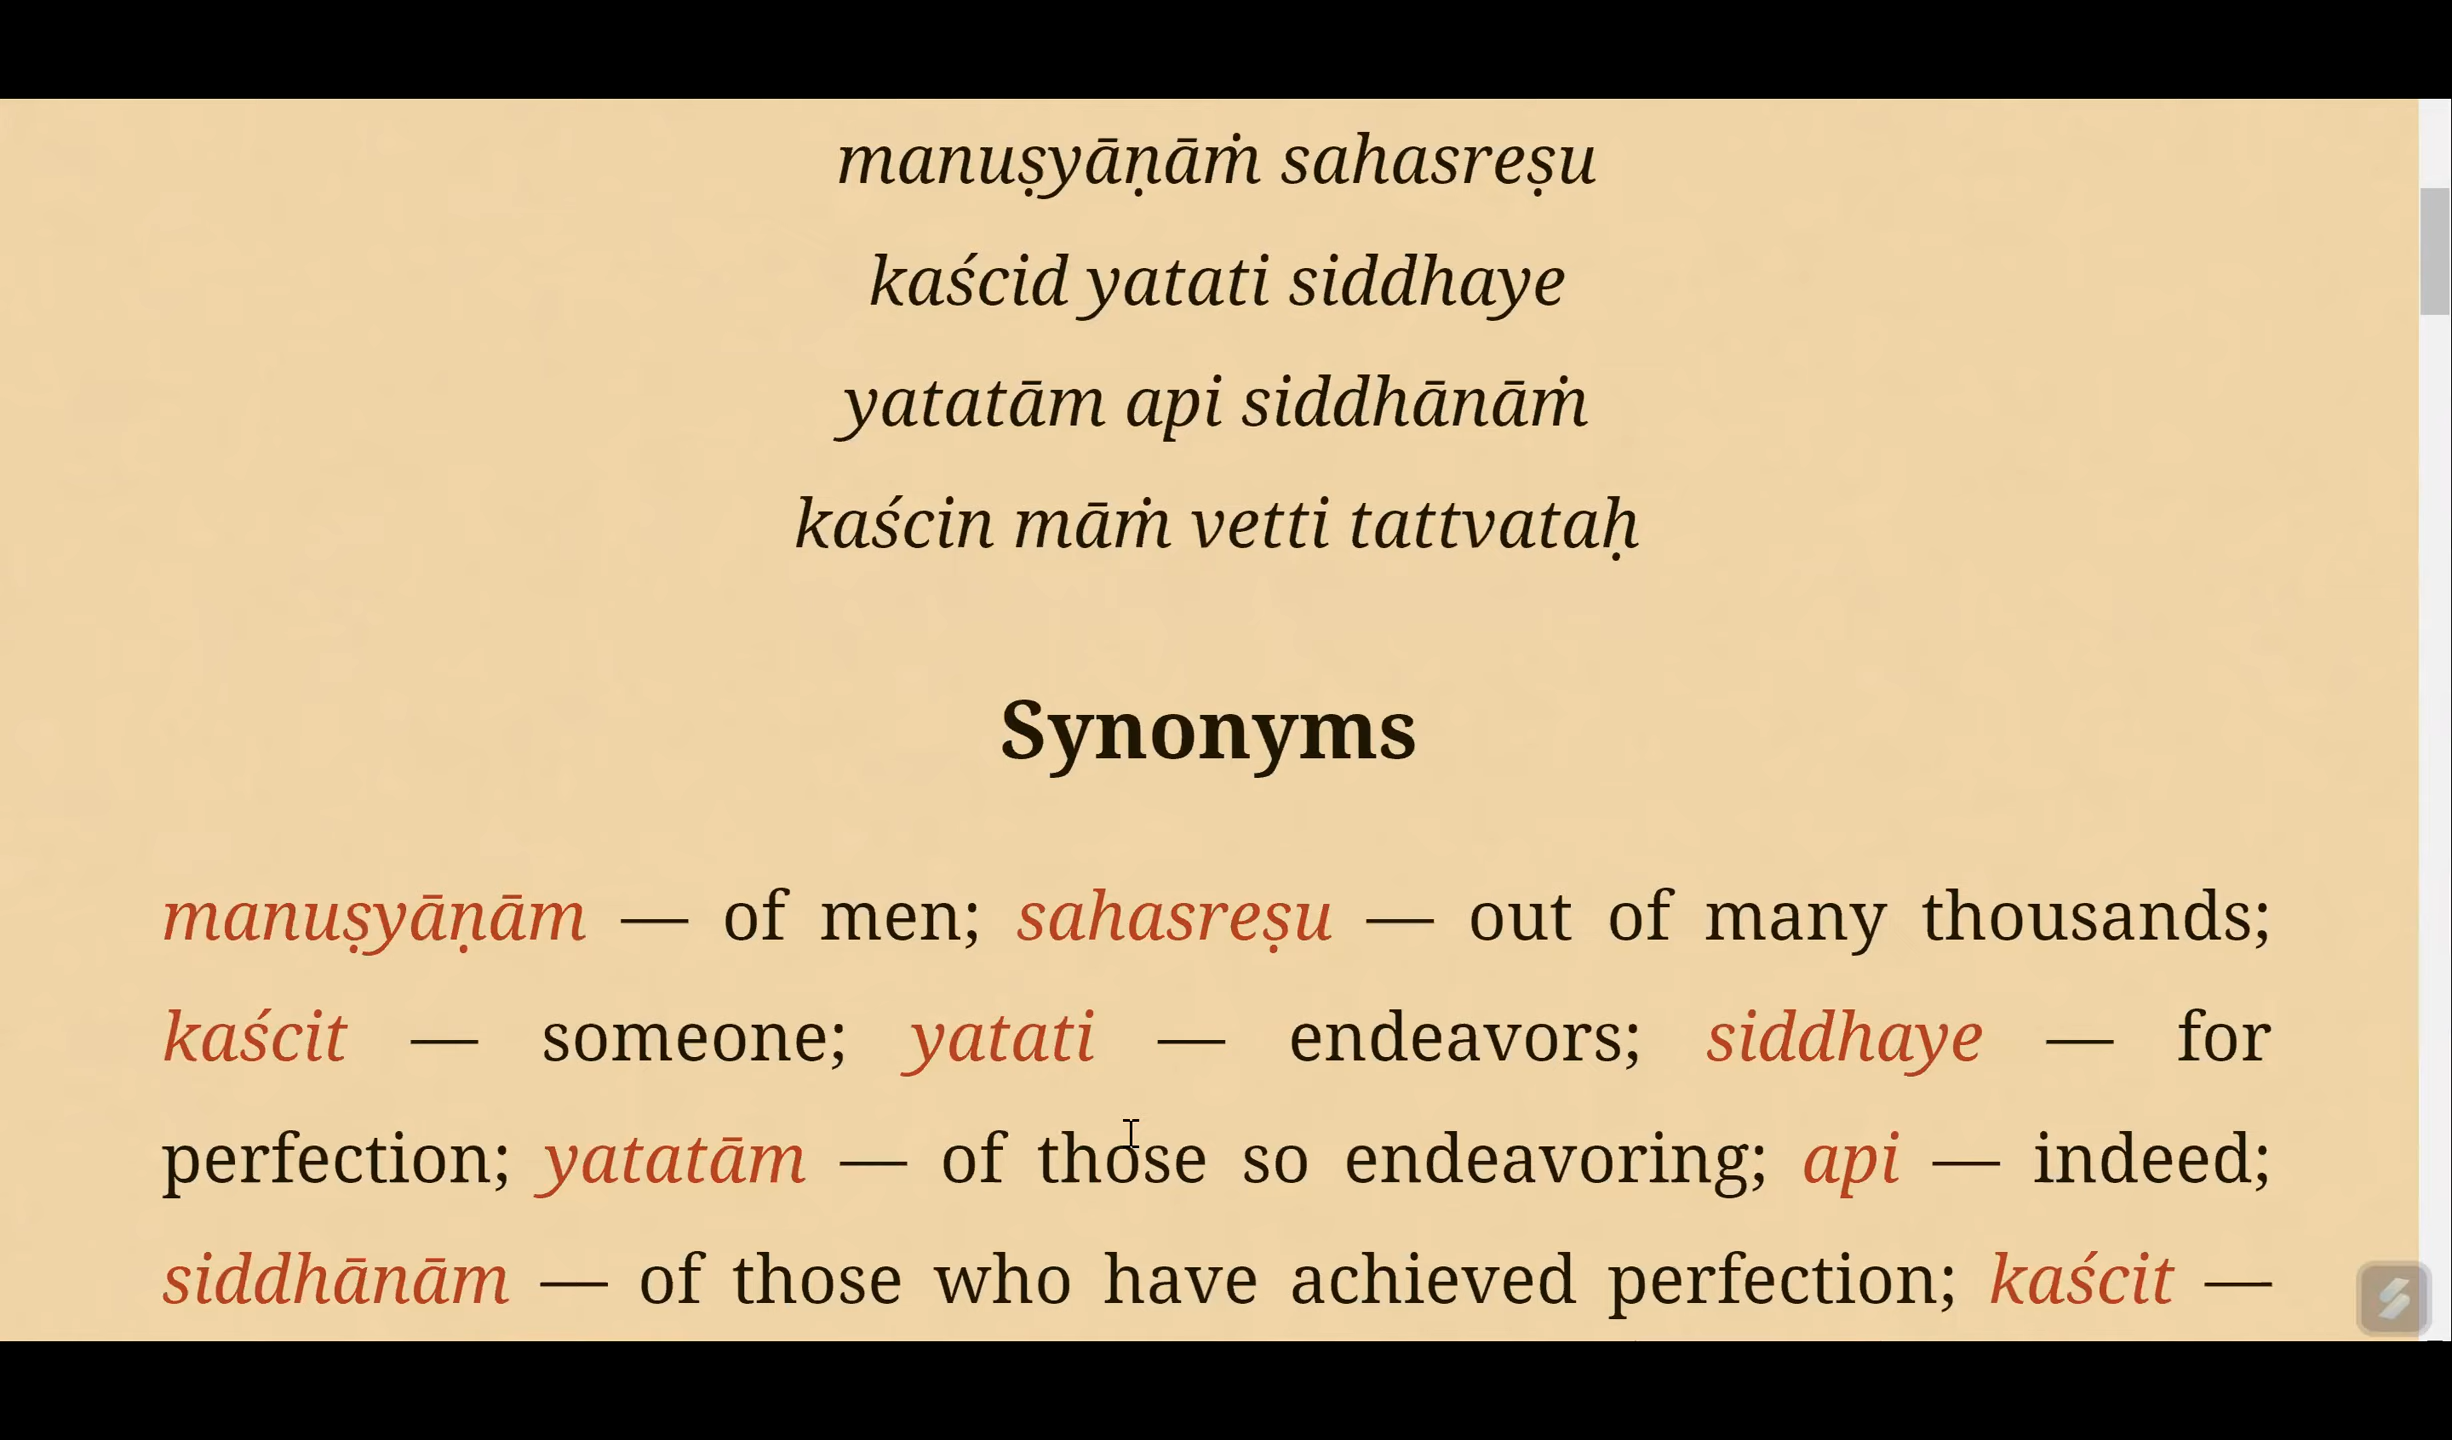 manuṣyāṇāṁ sahasreṣu
kaścid yatati siddhaye
yatatām api siddhānāṁ
kaścin māṁ vetti tattvataḥ
Synonyms
manuṣyāṇām — of men; sahasreṣu — out of many thousands;
kaścit — someone; yatati — endeavors; siddhaye — for
perfection; yatatām — of those so endeavoring; api — indeed;
siddhānām — of those who have achieved perfection; kaścit —